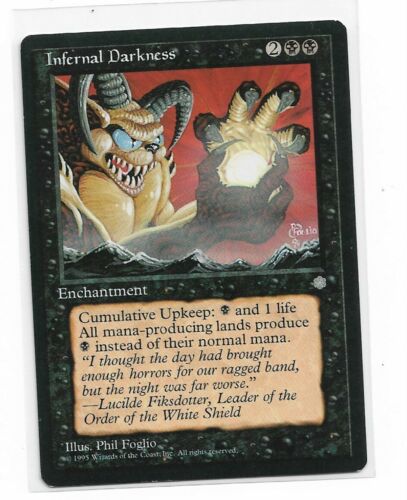 Infernal Darkness 2
Enchantment
Cumulative Upkeep: and 1 life
All mana-producing lands produce
instead of their normal mana.
"I thought the day had brought
enough horrors for our ragged band,
but the night was far worse."
—Lucilde Fiksdotter, Leader of the
Order of the White Shield
Illus. Phil Foglio
© 1995 Wizards of the Coast, Inc. All rights reserved.